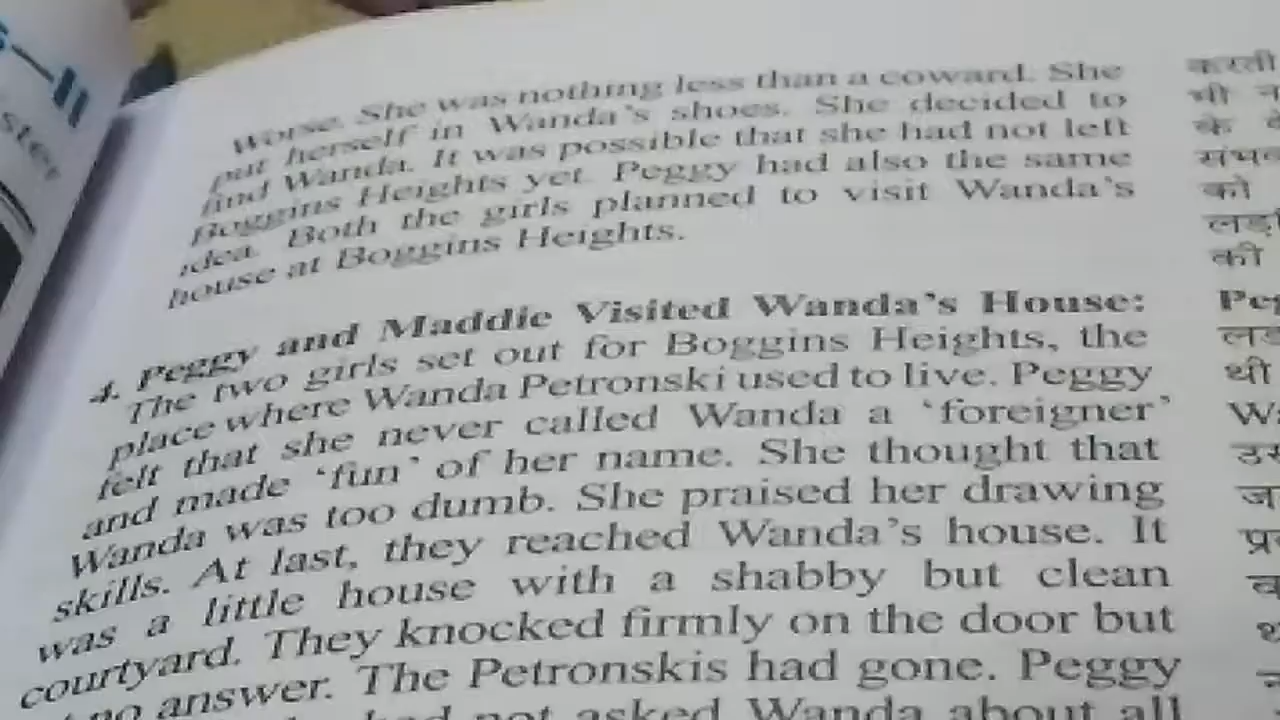 worse. She was nothing less than a coward. She
put herself in Wanda's shoes. She decided to
find Wanda. It was possible that she had not left
Boggins Heights yet. Peggy had also the same
idea. Both the girls planned to visit Wanda's
house at Boggins Heights.
4. Peggy and Maddie Visited Wanda's House:
The two girls set out for Boggins Heights, the
place where Wanda Petronski used to live. Peggy
felt that she never called Wanda a 'foreigner'
and made 'fun' of her name. She thought that
Wanda was too dumb. She praised her drawing
skills. At last, they reached Wanda's house. It
was a little house with a shabby but clean
courtyard. They knocked firmly on the door but
no answer. The Petronskis had gone. Peggy
had not asked Wanda about all
करती
भी
के
को
की
थी